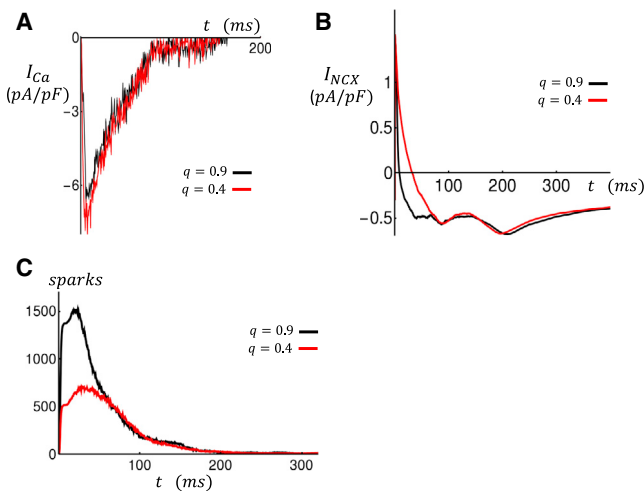 A
t (ms)
0
200
I_Ca
(pA/pF)
−3
−6
q = 0.9
q = 0.4
B
I_NCX
(pA/pF)
q = 0.9
q = 0.4
1
0.5
0
100
200
300
t (ms)
−0.5
C
sparks
1500
q = 0.9
q = 0.4
1000
500
0
100
200
300
t (ms)